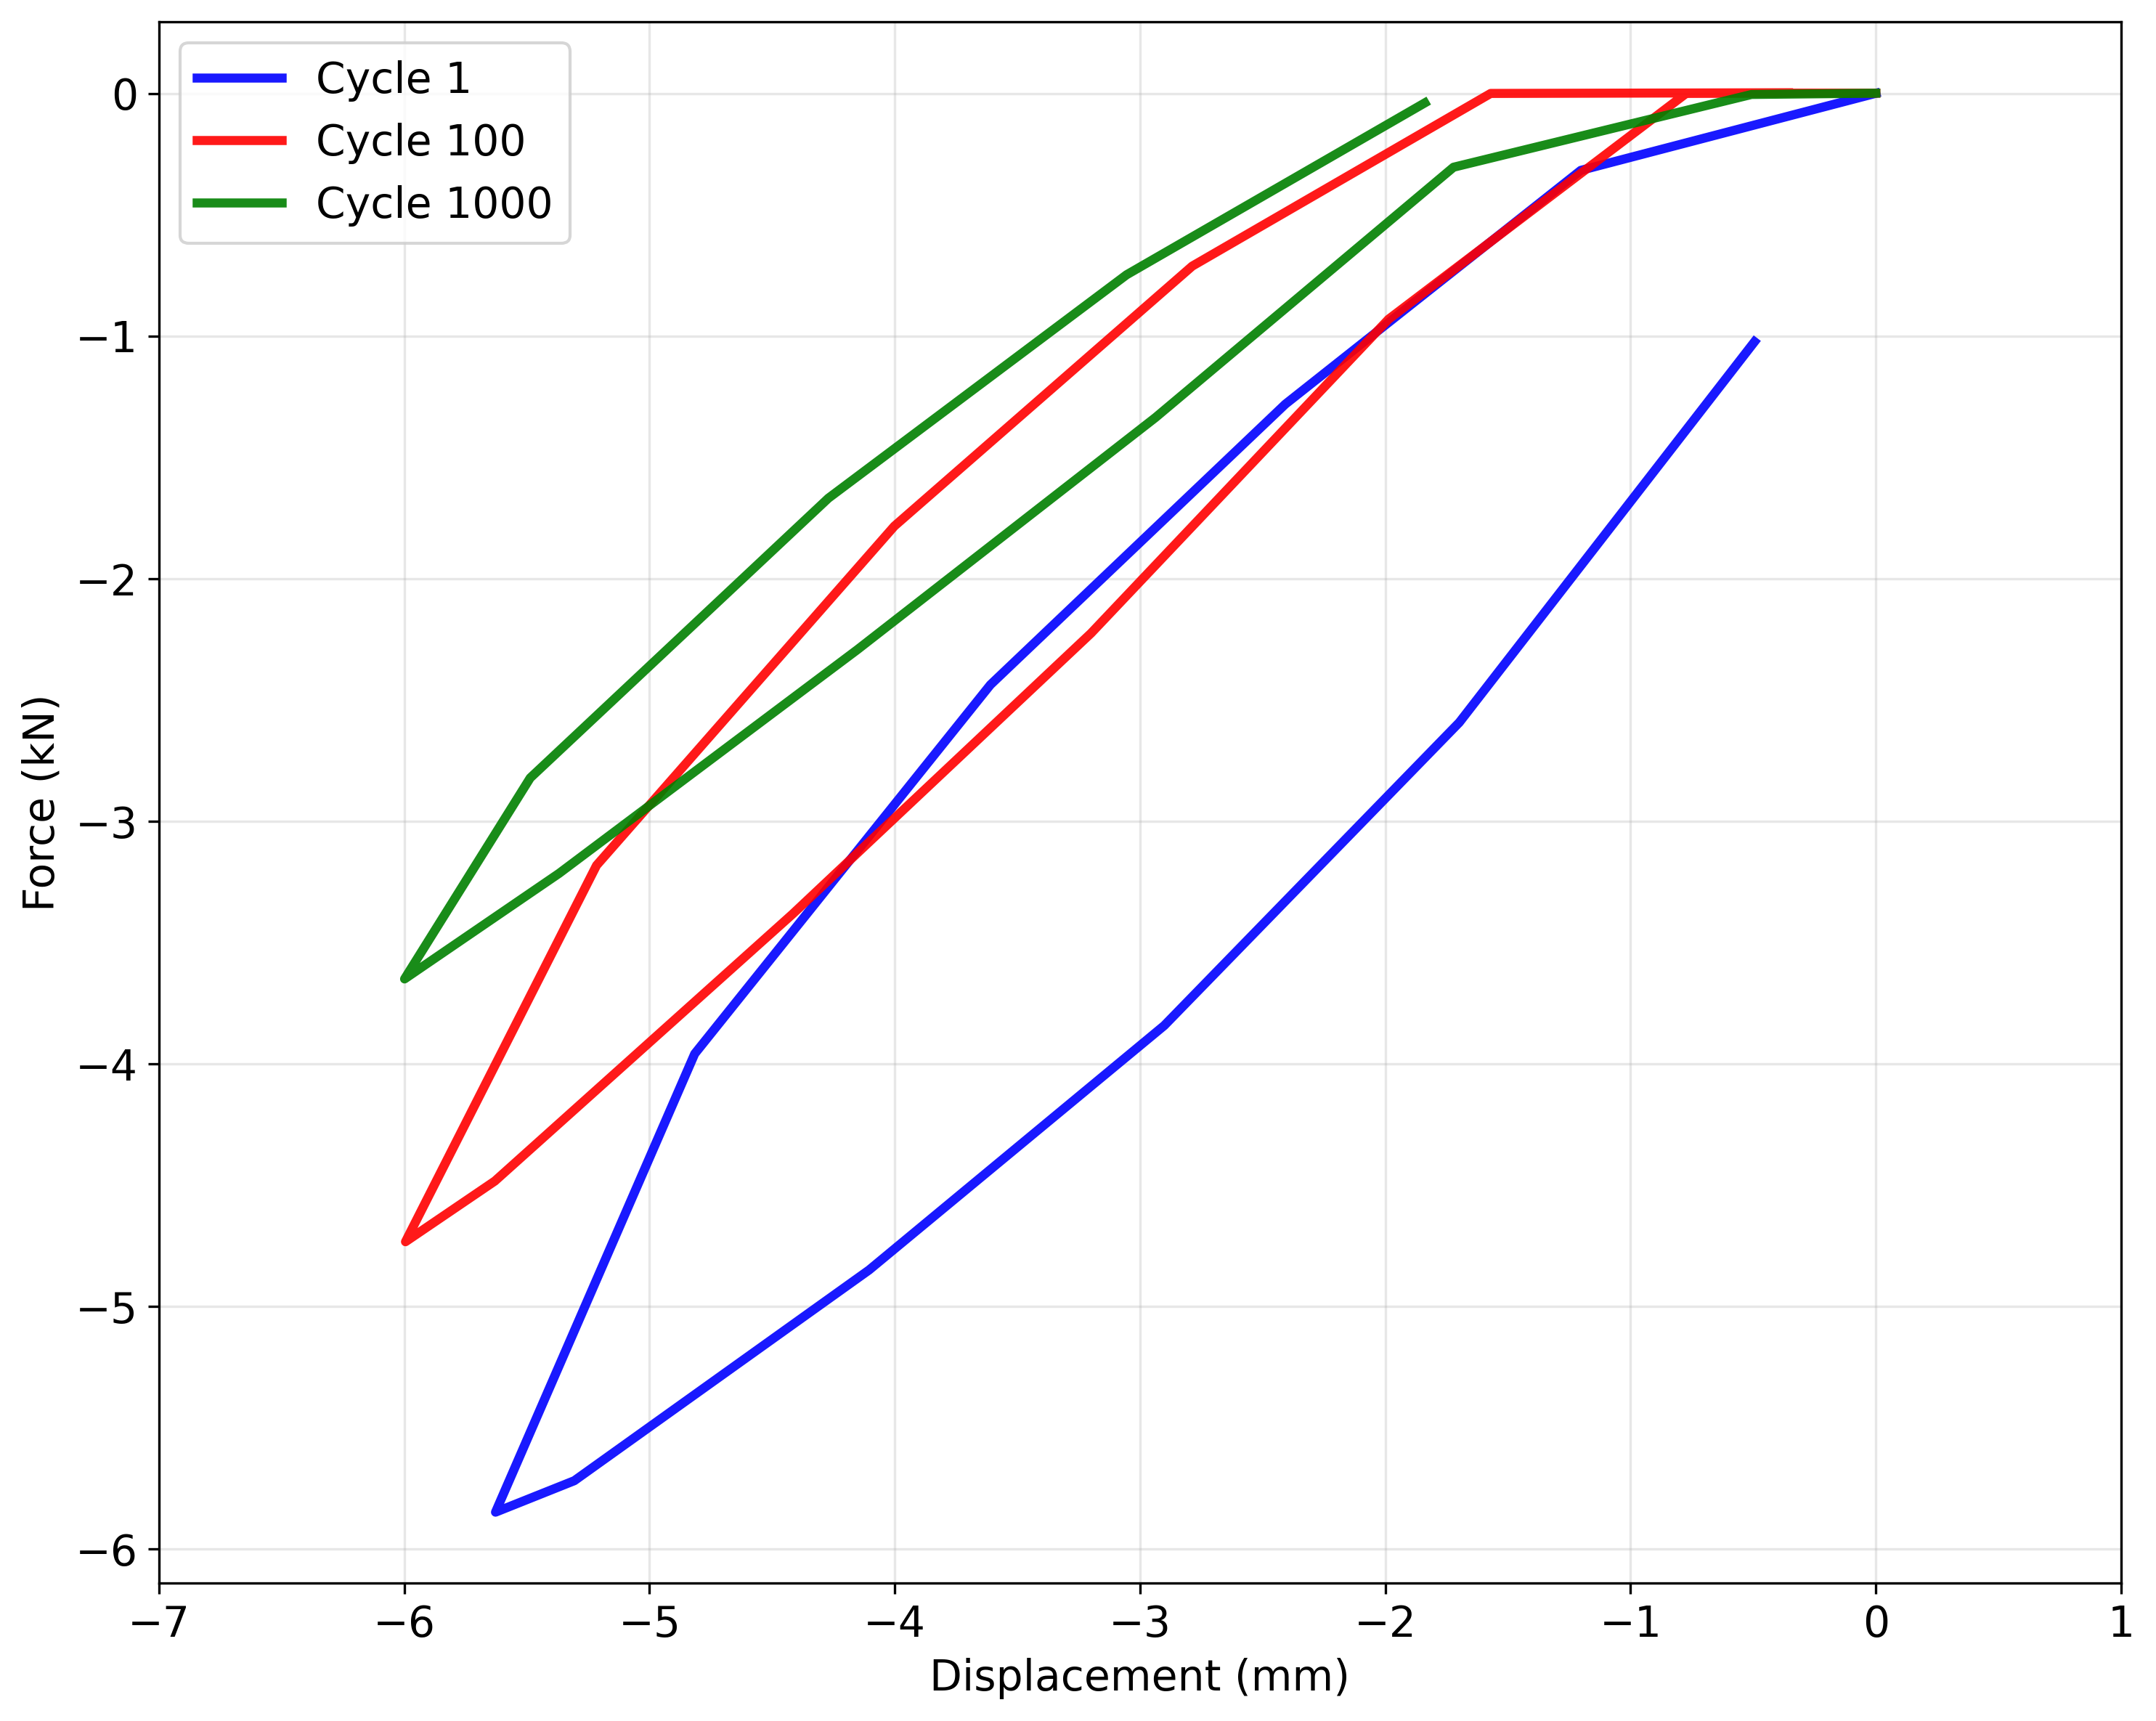 Cycle 1
Cycle 100
Cycle 1000
0
−1
−2
−3
−4
−5
−6
Force (kN)
−7 −6 −5 −4 −3 −2 −1 0 1
Displacement (mm)